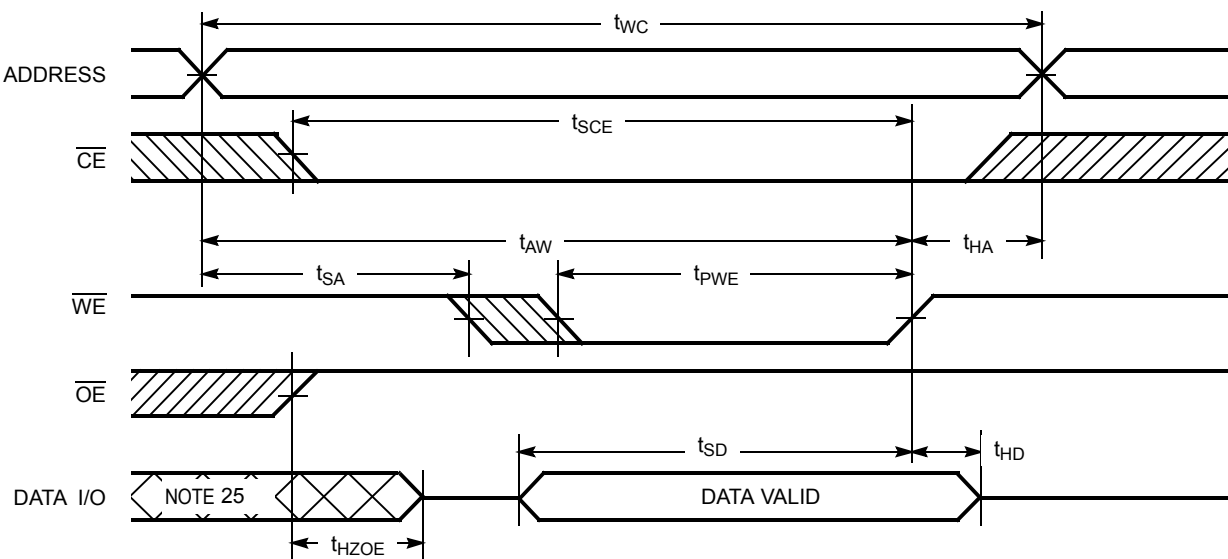 tWC
ADDRESS
tSCE
CE
tAW
tHA
tSA
tPWE
WE
OE
tSD
tHD
DATA I/O
NOTE 25
DATA VALID
tHZOE